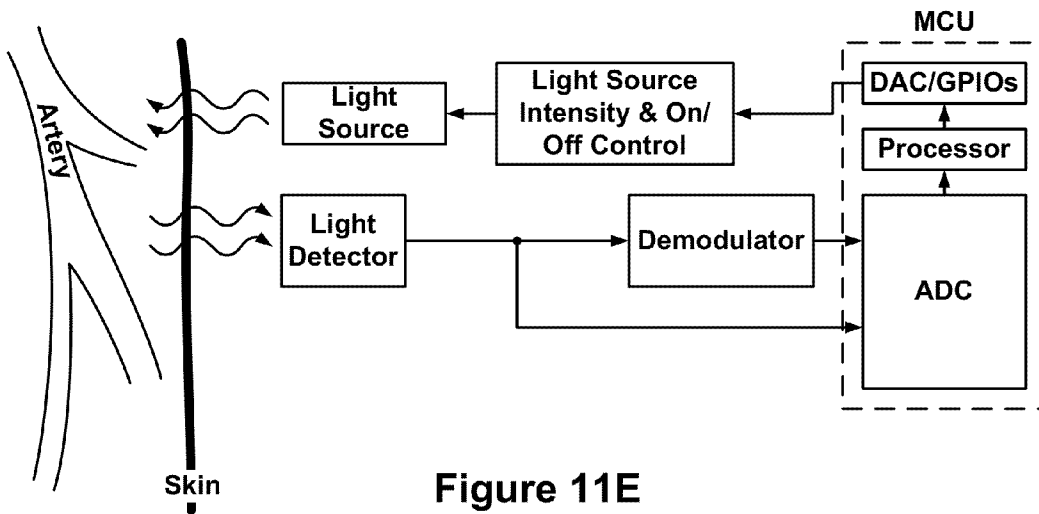 MCU
Artery
Light
Source
Light Source
Intensity & On/
Off Control
DAC/GPIOs
Processor
Light
Detector
Demodulator
ADC
Skin
Figure 11E